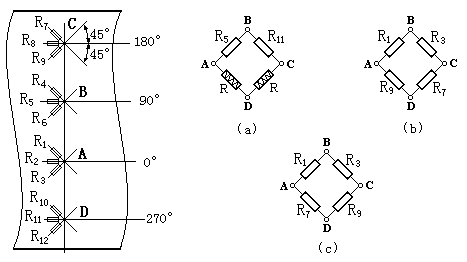 R7 C 45°
R8 180°
R9 45°
R4 B
R5 90°
R6
R1 A
R2 0°
R3
R10 D
R11 270°
R12
B
R5 R11
A C
R R
D
(a)
B
R1 R3
A C
R9 R7
D
(b)
B
R1 R3
A C
R7 R9
D
(c)